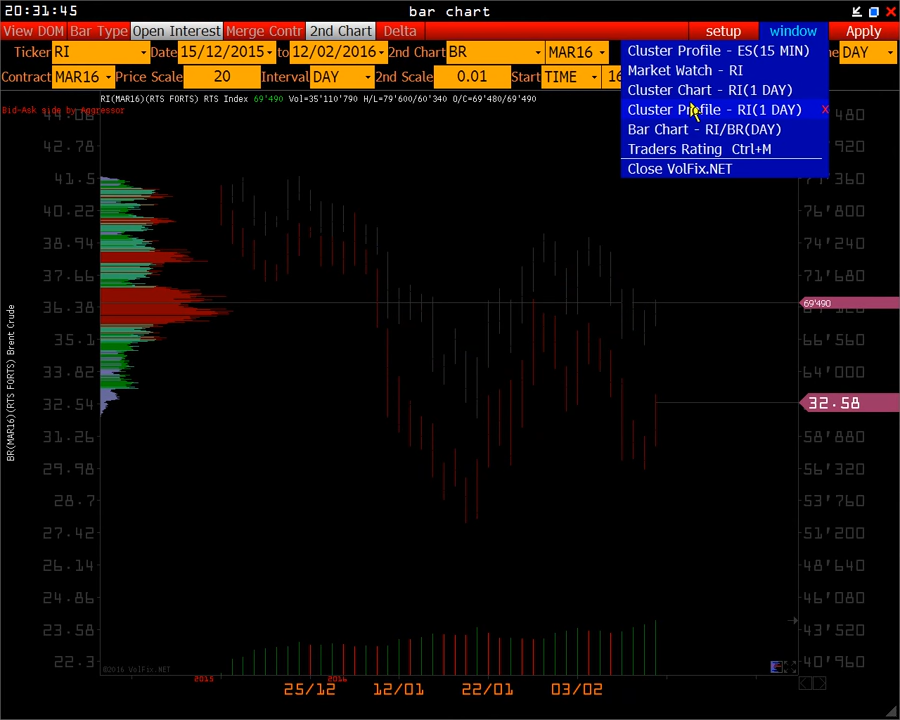 20:31:45 bar chart
View DOM Bar Type Open Interest Merge Contr 2nd Chart Delta setup window Apply
Ticker RI Date 15/12/2015 to 12/02/2016 2nd Chart BR MAR16 DAY
Contract MAR16 Price Scale 20 Interval DAY 2nd Scale 0.01 Start TIME
Cluster Profile - ES(15 MIN)
Market Watch - RI
Cluster Chart - RI(1 DAY)
Cluster Profile - RI(1 DAY) X
Bar Chart - RI/BR(DAY)
Traders Rating Ctrl+M
Close VolFix.NET
RI(MAR16)(RTS FORTS) RTS Index 69'490 Vol=35'110'790 H/L=79'600/60'340 O/C=69'480/69'490
Bid-Ask side by Aggressor
44.08
42.78
41.5
40.22
38.94
37.66
36.38
35.1
33.82
32.54
31.26
29.98
28.7
27.42
26.14
24.86
23.58
22.3
BR(MAR16)(RTS FORTS) Brent Crude
76'800
74'240
69'490
66'560
64'000
32.58
58'880
56'320
53'760
51'200
48'640
46'080
43'520
40'960
©2016 VolFix.NET
2015 2016
25/12 12/01 22/01 03/02